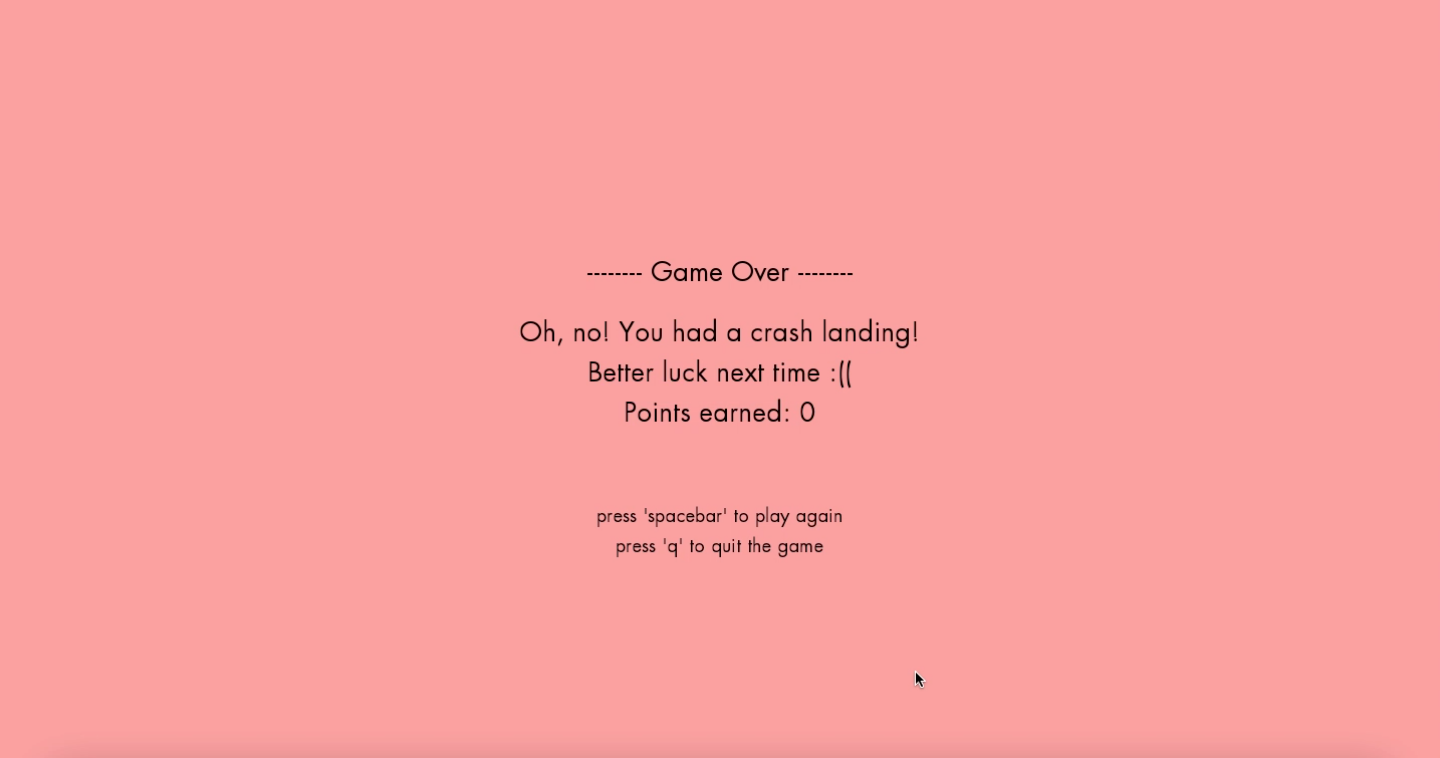 -------- Game Over --------
Oh, no! You had a crash landing!
Better luck next time :((
Points earned: 0
press 'spacebar' to play again
press 'q' to quit the game